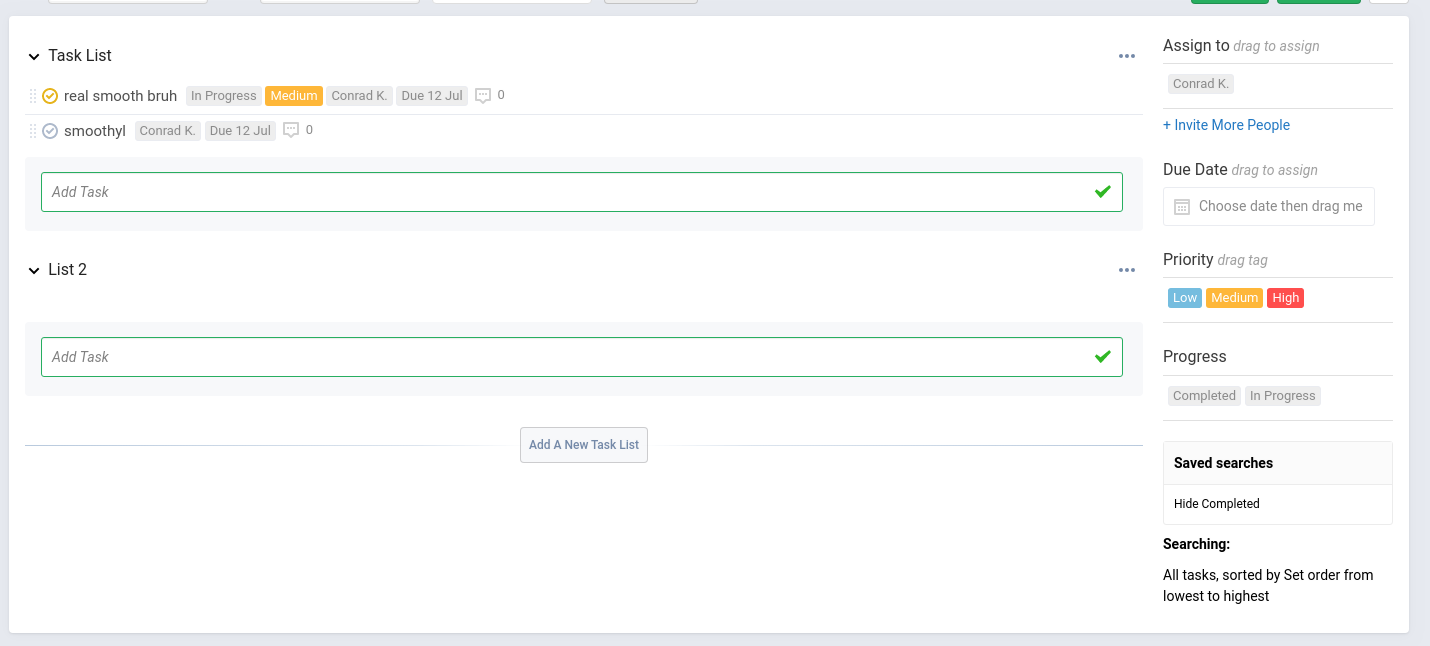 Task List
real smooth bruh In Progress Medium Conrad K. Due 12 Jul 0
smoothyl Conrad K. Due 12 Jul 0
Add Task
List 2
Add Task
Add A New Task List
Assign to drag to assign
Conrad K.
+ Invite More People
Due Date drag to assign
Choose date then drag me
Priority drag tag
Low Medium High
Progress
Completed In Progress
Saved searches
Hide Completed
Searching:
All tasks, sorted by Set order from
lowest to highest